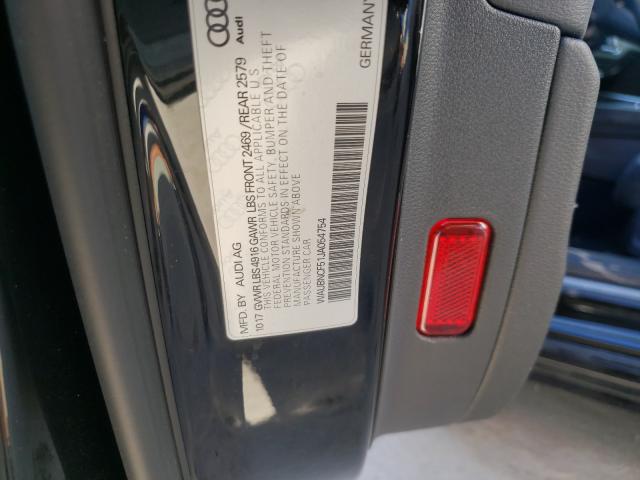 Audi
GERMANY
MFD. BY AUDI AG
1017 GVWR LBS4916 GAWR LBS FRONT 2469 /REAR 2579
THIS VEHICLE CONFORMS TO ALL APPLICABLE U S
FEDERAL MOTOR VEHICLE SAFETY, BUMPER AND THEFT
PREVENTION STANDARDS IN EFFECT ON THE DATE OF
MANUFACTURE SHOWN ABOVE
PASSENGER CAR
WAUBNCF51JA054754